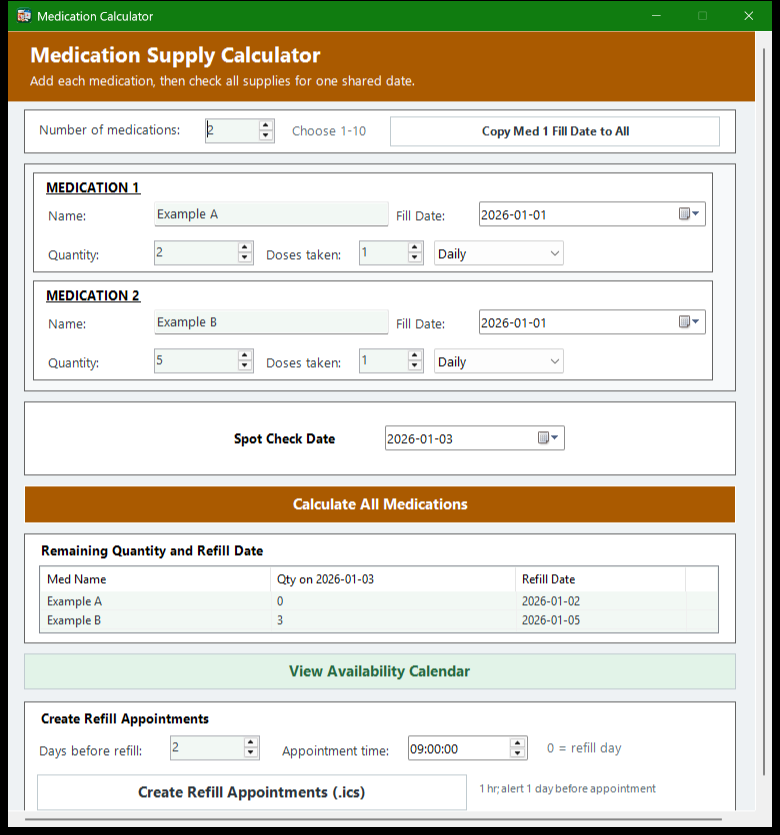 Medication Calculator
Medication Supply Calculator
Add each medication, then check all supplies for one shared date.
Number of medications: 2 Choose 1-10 Copy Med 1 Fill Date to All
MEDICATION 1
Name: Example A Fill Date: 2026-01-01
Quantity: 2 Doses taken: 1 Daily
MEDICATION 2
Name: Example B Fill Date: 2026-01-01
Quantity: 5 Doses taken: 1 Daily
Spot Check Date 2026-01-03
Calculate All Medications
Remaining Quantity and Refill Date
Med Name Qty on 2026-01-03 Refill Date
Example A 0 2026-01-02
Example B 3 2026-01-05
View Availability Calendar
Create Refill Appointments
Days before refill: 2 Appointment time: 09:00:00 0 = refill day
Create Refill Appointments (.ics) 1 hr; alert 1 day before appointment